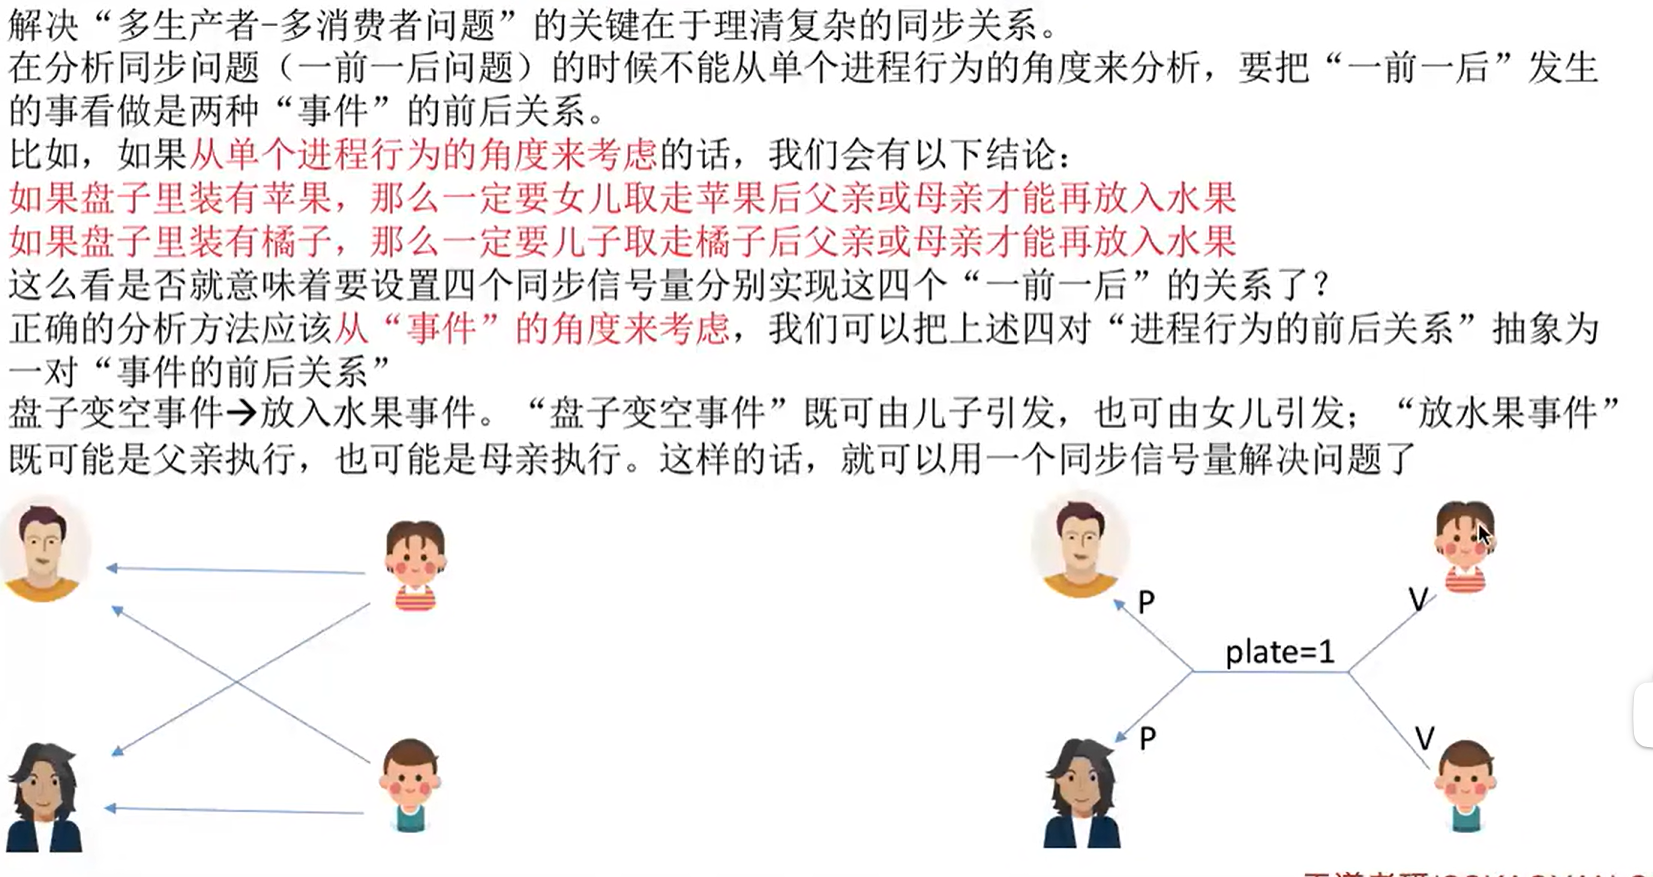 解决“多生产者-多消费者问题”的关键在于理清复杂的同步关系。
在分析同步问题（一前一后问题）的时候不能从单个进程行为的角度来分析，要把“一前一后”发生
的事看做是两种“事件”的前后关系。
比如，如果从单个进程行为的角度来考虑的话，我们会有以下结论：
如果盘子里装有苹果，那么一定要女儿取走苹果后父亲或母亲才能再放入水果
如果盘子里装有橘子，那么一定要儿子取走橘子后父亲或母亲才能再放入水果
这么看是否就意味着要设置四个同步信号量分别实现这四个“一前一后”的关系了？
正确的分析方法应该从“事件”的角度来考虑，我们可以把上述四对“进程行为的前后关系”抽象为
一对“事件的前后关系”
盘子变空事件→放入水果事件。“盘子变空事件”既可由儿子引发，也可由女儿引发；“放水果事件”
既可能是父亲执行，也可能是母亲执行。这样的话，就可以用一个同步信号量解决问题了
P
V
plate=1
P
V